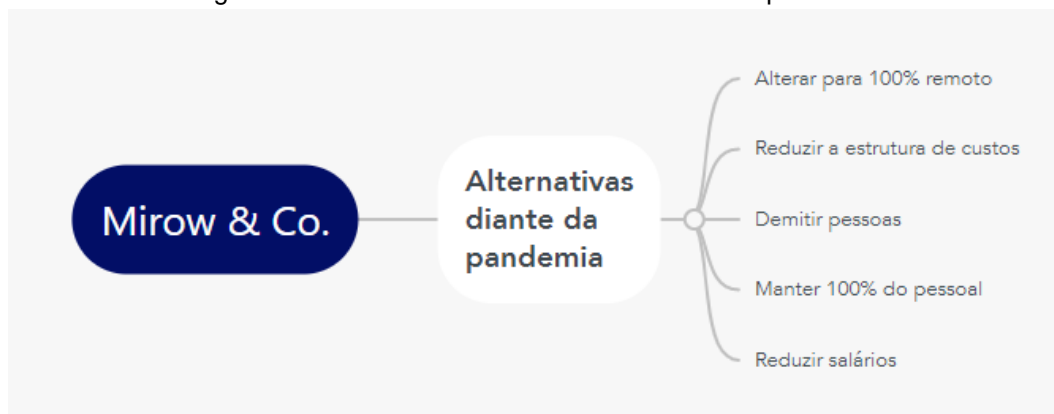 Mirow & Co.
Alternativas
diante da
pandemia
Alterar para 100% remoto
Reduzir a estrutura de custos
Demitir pessoas
Manter 100% do pessoal
Reduzir salários